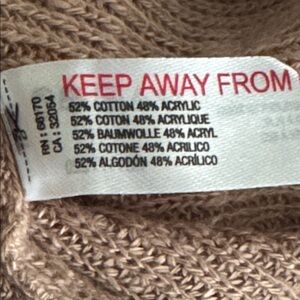 KEEP AWAY FROM
52% COTTON 48% ACRYLIC
52% COTON 48% ACRYLIQUE
52% BAUMWOLLE 48% ACRYL
52% COTONE 48% ACRILICO
52% ALGODÓN 48% ACRÍLICO
RN : 66170
CA : 32054